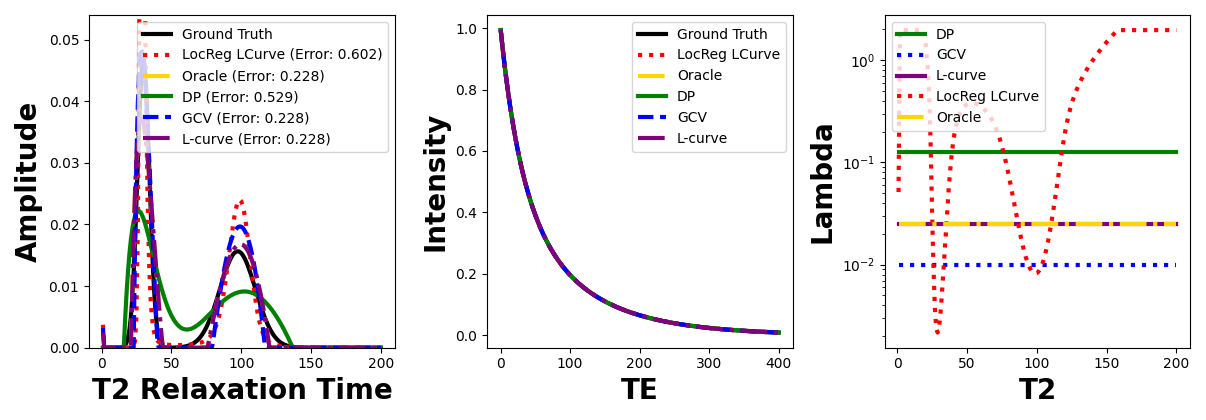 Amplitude
0.05
0.04
0.03
0.02
0.01
0.00
Ground Truth
LocReg LCurve (Error: 0.602)
Oracle (Error: 0.228)
DP (Error: 0.529)
GCV (Error: 0.228)
L-curve (Error: 0.228)
0 50 100 150 200
T2 Relaxation Time
Intensity
1.0
0.8
0.6
0.4
0.2
0.0
Ground Truth
LocReg LCurve
Oracle
DP
GCV
L-curve
0 100 200 300 400
TE
Lambda
10⁰
10⁻¹
10⁻²
DP
GCV
L-curve
LocReg LCurve
Oracle
0 50 100 150 200
T2